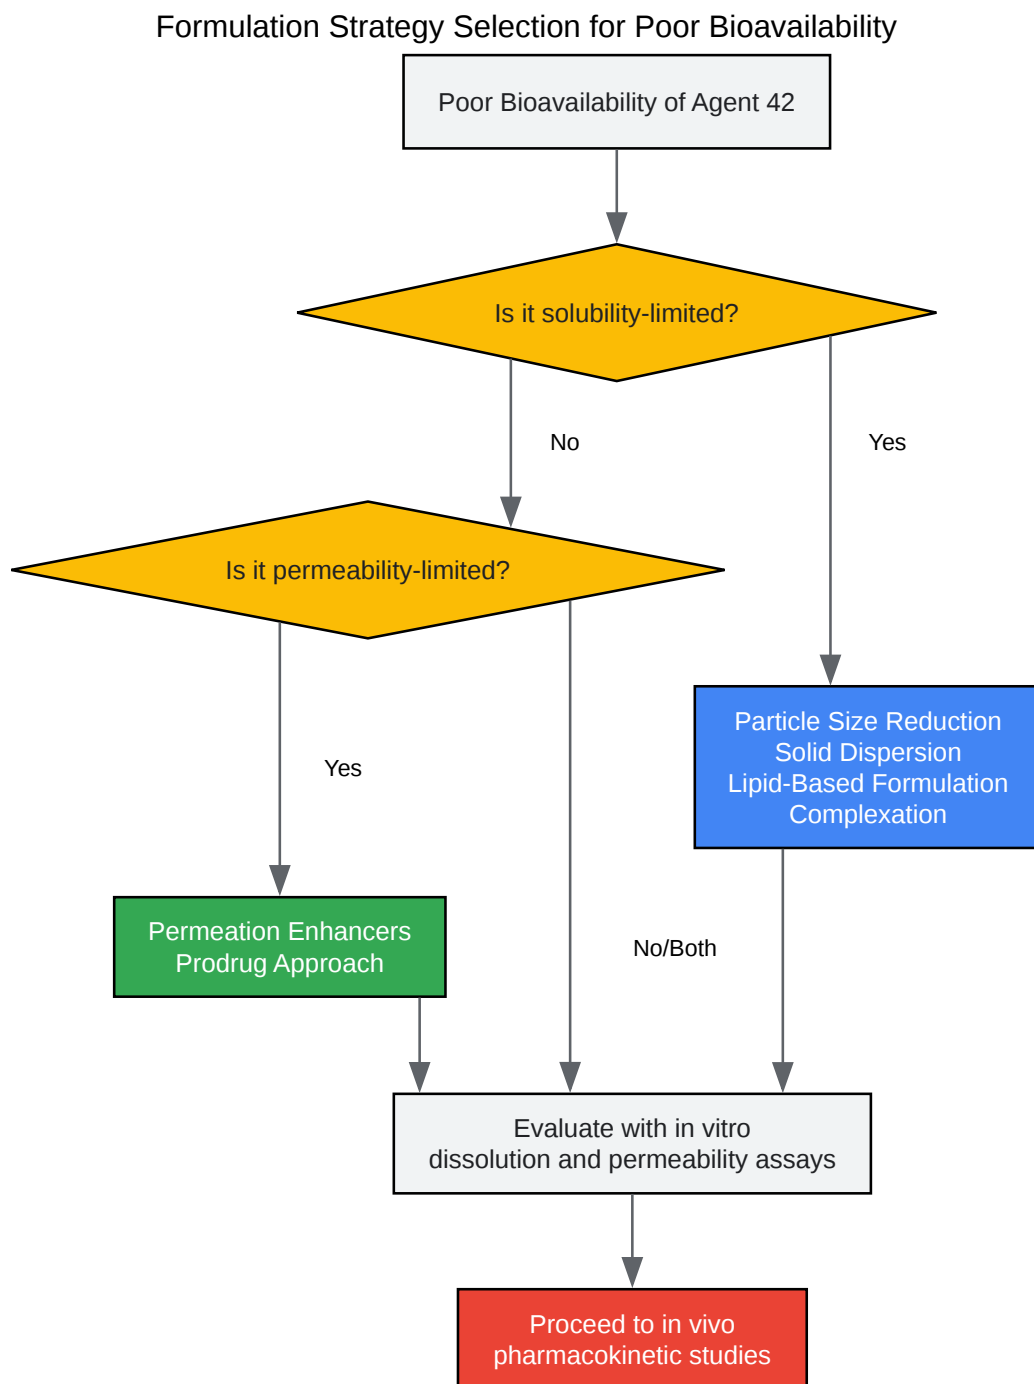 Formulation Strategy Selection for Poor Bioavailability
Poor Bioavailability of Agent 42
Is it solubility-limited?
No
Yes
Is it permeability-limited?
Particle Size Reduction
Solid Dispersion
Lipid-Based Formulation
Complexation
Yes
Permeation Enhancers
Prodrug Approach
No/Both
Evaluate with in vitro
dissolution and permeability assays
Proceed to in vivo
pharmacokinetic studies